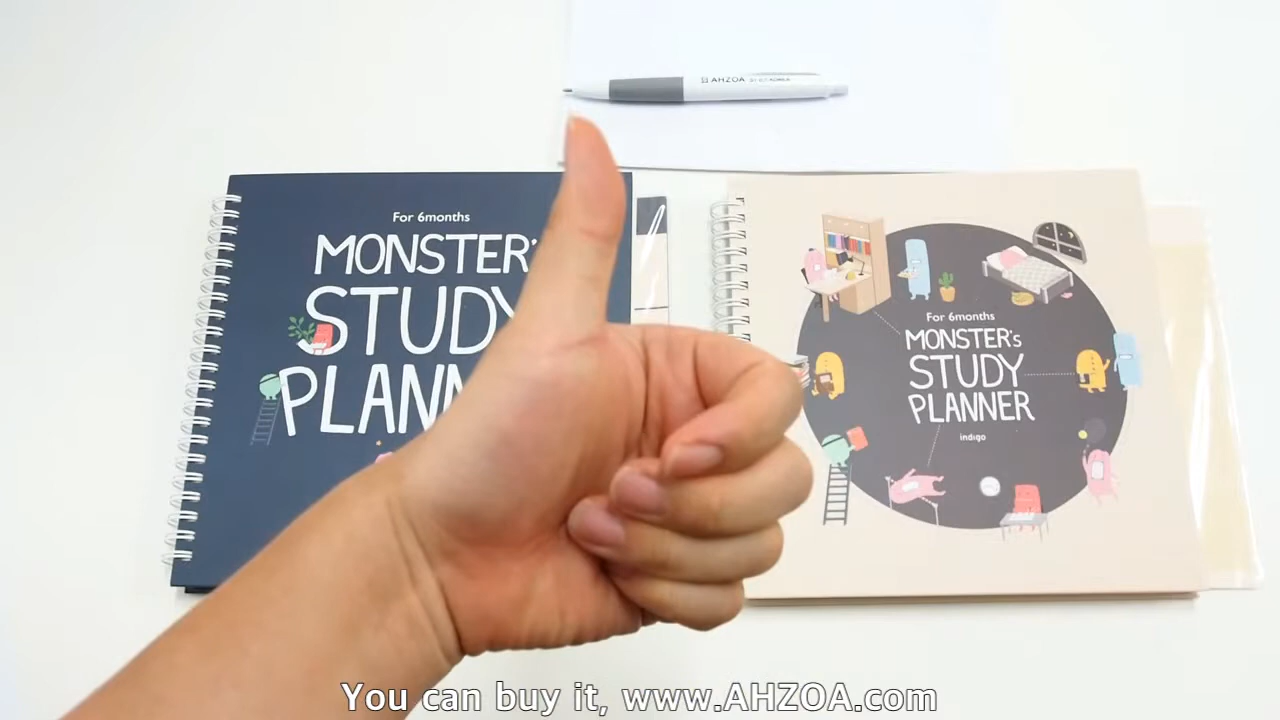 AHZOA
For 6months
MONSTER'
STUDY
PLANN
For 6months
MONSTER's
STUDY
PLANNER
indigo
You can buy it, www.AHZOA.com